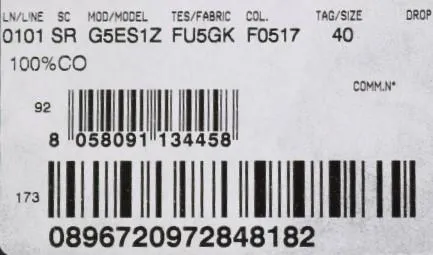 LN/LINE SC MOD/MODEL TES/FABRIC COL. TAG/SIZE DROP
0101 SR G5ES1Z FU5GK F0517 40
100%CO
COMM.N*
92
8 058091 134458
173
0896720972848182